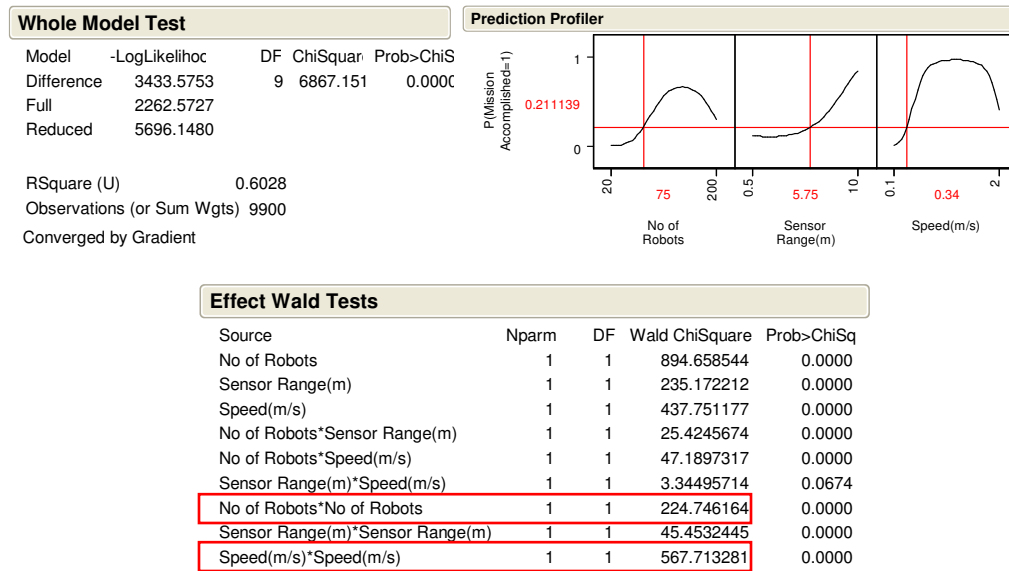 Whole Model Test
Model -LogLikelihoc DF ChiSquar Prob>ChiS
Difference 3433.5753 9 6867.151 0.0000
Full 2262.5727
Reduced 5696.1480
RSquare (U) 0.6028
Observations (or Sum Wgts) 9900
Converged by Gradient
Prediction Profiler
P(Mission
Accomplished=1)
1
0.211139
0
20 75 200
No of
Robots
0.5 5.75 10
Sensor
Range(m)
0.1 0.34 2
Speed(m/s)
Effect Wald Tests
Source Nparm DF Wald ChiSquare Prob>ChiSq
No of Robots 1 1 894.658544 0.0000
Sensor Range(m) 1 1 235.172212 0.0000
Speed(m/s) 1 1 437.751177 0.0000
No of Robots*Sensor Range(m) 1 1 25.4245674 0.0000
No of Robots*Speed(m/s) 1 1 47.1897317 0.0000
Sensor Range(m)*Speed(m/s) 1 1 3.34495714 0.0674
No of Robots*No of Robots 1 1 224.746164 0.0000
Sensor Range(m)*Sensor Range(m) 1 1 45.4532445 0.0000
Speed(m/s)*Speed(m/s) 1 1 567.713281 0.0000